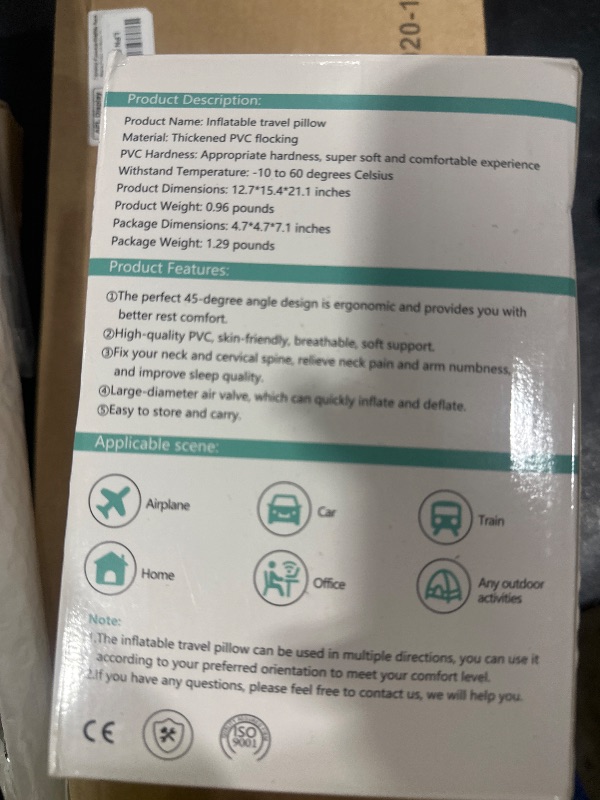 020-1
Product Description:
Product Name: Inflatable travel pillow
Material: Thickened PVC flocking
PVC Hardness: Appropriate hardness, super soft and comfortable experience
Withstand Temperature: -10 to 60 degrees Celsius
Product Dimensions: 12.7*15.4*21.1 inches
Product Weight: 0.96 pounds
Package Dimensions: 4.7*4.7*7.1 inches
Package Weight: 1.29 pounds
Product Features:
①The perfect 45-degree angle design is ergonomic and provides you with
better rest comfort.
②High-quality PVC, skin-friendly, breathable, soft support.
③Fix your neck and cervical spine, relieve neck pain and arm numbness,
and improve sleep quality.
④Large-diameter air valve, which can quickly inflate and deflate.
⑤Easy to store and carry.
Applicable scene:
Airplane
Car
Train
Home
Office
Any outdoor
activities
Note:
1.The inflatable travel pillow can be used in multiple directions, you can use it
according to your preferred orientation to meet your comfort level.
2.If you have any questions, please feel free to contact us, we will help you.
CE
ISO
9001